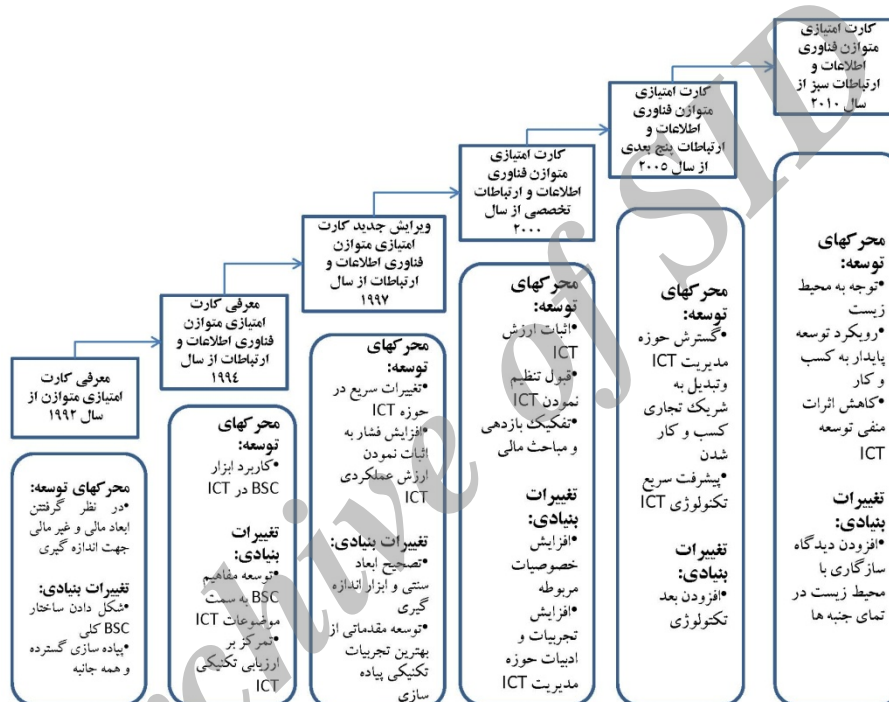 کارت امتیازی
متوازن فناوری
اطلاعات و
ارتباطات سبز از
سال ۲۰۱۰
محرکهای
توسعه:
•توجه به محیط
زیست
•رویکرد توسعه
پایدار به کسب
و کار
•کاهش اثرات
منفی توسعه
ICT
تغییرات
بنیادی:
•افزودن دیدگاه
سازگاری با
محیط زیست در
تمای جنبه ها
کارت امتیازی
متوازن فناوری
اطلاعات و
ارتباطات پنج بعدی
از سال ۲۰۰۵
محرکهای
توسعه:
•گسترش حوزه
مدیریت ICT
وتبدیل به
شریک تجاری
کسب و کار
شدن
•پیشرفت سریع
تکنولوژی ICT
تغییرات
بنیادی:
•افزودن بعد
تکنولوژی
کارت امتیازی
متوازن فناوری
اطلاعات و ارتباطات
تخصصی از سال
۲۰۰۰
محرکهای
توسعه:
•اثبات ارزش
ICT
•قبول تنظیم
نمودن ICT
•تفکیک بازدهی
و مباحث مالی
تغییرات
بنیادی:
•افزایش
خصوصیات
مربوطه
•افزایش
تجربیات و
ادبیات حوزه
مدیریت ICT
ویرایش جدید کارت
امتیازی متوازن
فناوری اطلاعات و
ارتباطات از سال
۱۹۹۷
محرکهای
توسعه:
•تغییرات سریع در
حوزه ICT
•افزایش فشار به
اثبات نمودن
ارزش عملکردی
ICT
تغییرات بنیادی:
•تصحیح ابعاد
سنتی و ابزار اندازه
گیری
•توسعه مقدماتی از
بهترین تجربیات
تکنیکی پیاده
سازی
معرفی کارت
امتیازی متوازن
فناوری اطلاعات و
ارتباطات از سال
۱۹۹٤
محرکهای
توسعه:
•کاربرد ابزار
BSC در ICT
تغییرات
بنیادی:
•توسعه مفاهیم
BSC به سمت
موضوعات ICT
•تمرکز بر
ارزیابی تکنیکی
ICT
معرفی کارت
امتیازی متوازن از
سال ۱۹۹۲
محرکهای توسعه:
•در نظر گرفتتن
ابعاد مالی و غیر مالی
جهت اندازه گیری
تغییرات بنیادی:
•شکل دادن ساختار
کلی BSC
•پیاده سازی گسترده
و همه جانبه
Archive of SID